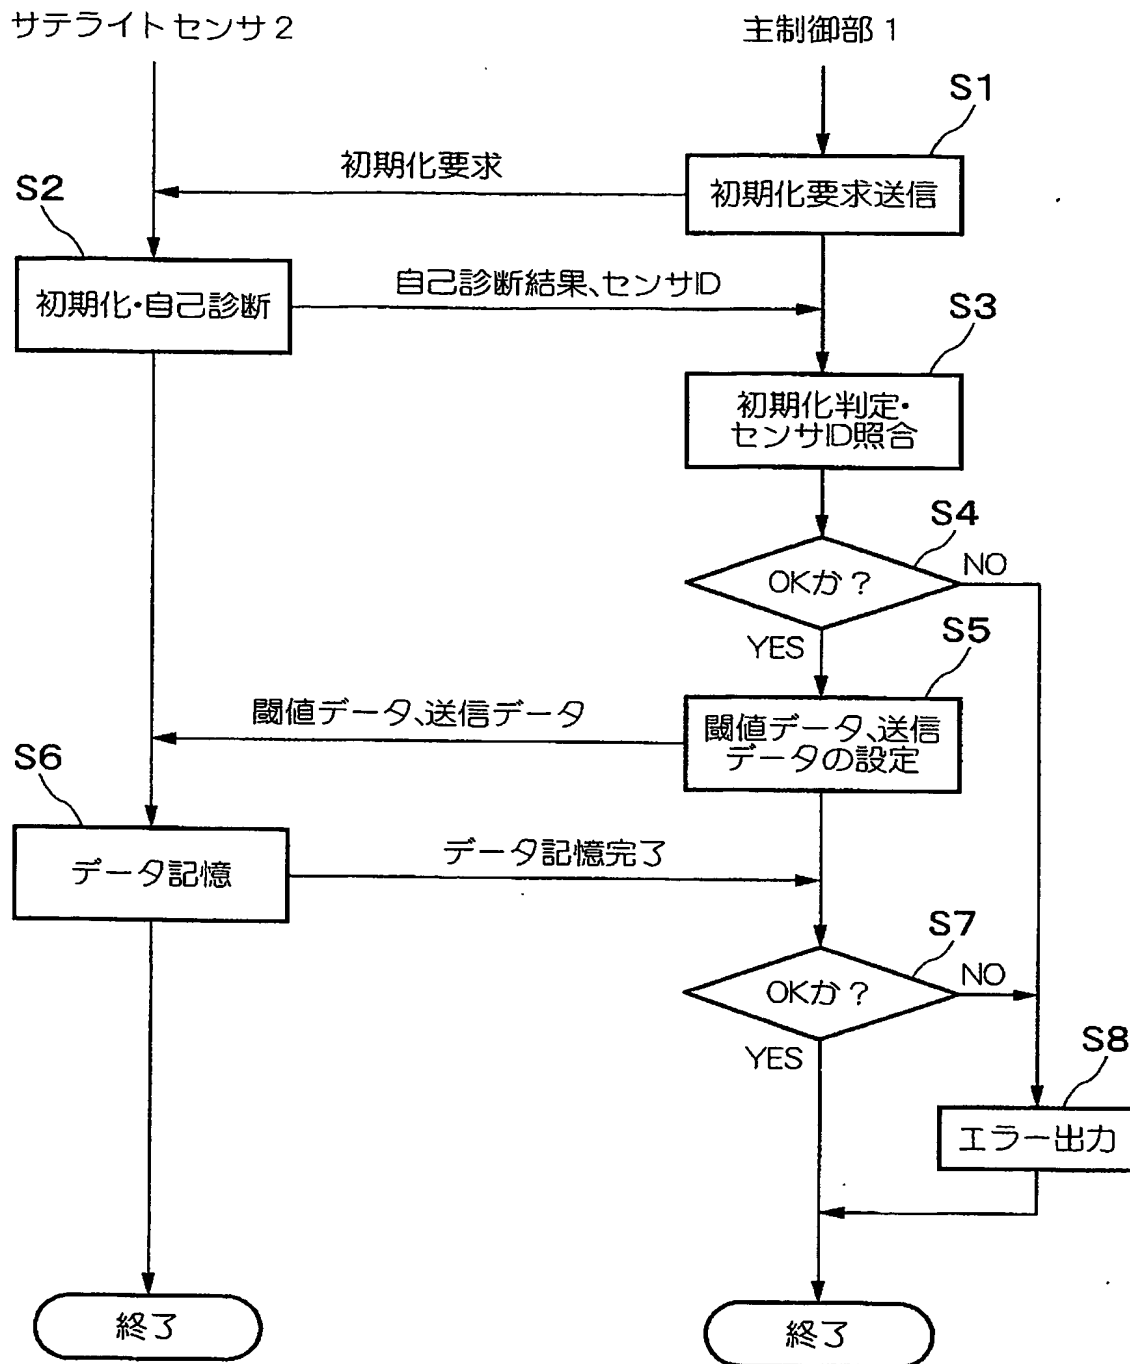 サテライトセンサ2
主制御部1
S1
初期化要求
初期化要求送信
S2
初期化・自己診断
自己診断結果、センサID
S3
初期化判定・
センサID照合
S4
OKか？
NO
YES
S5
閾値データ、送信データ
閾値データ、送信
データの設定
S6
データ記憶
データ記憶完了
S7
OKか？
NO
YES
S8
エラー出力
終了
終了